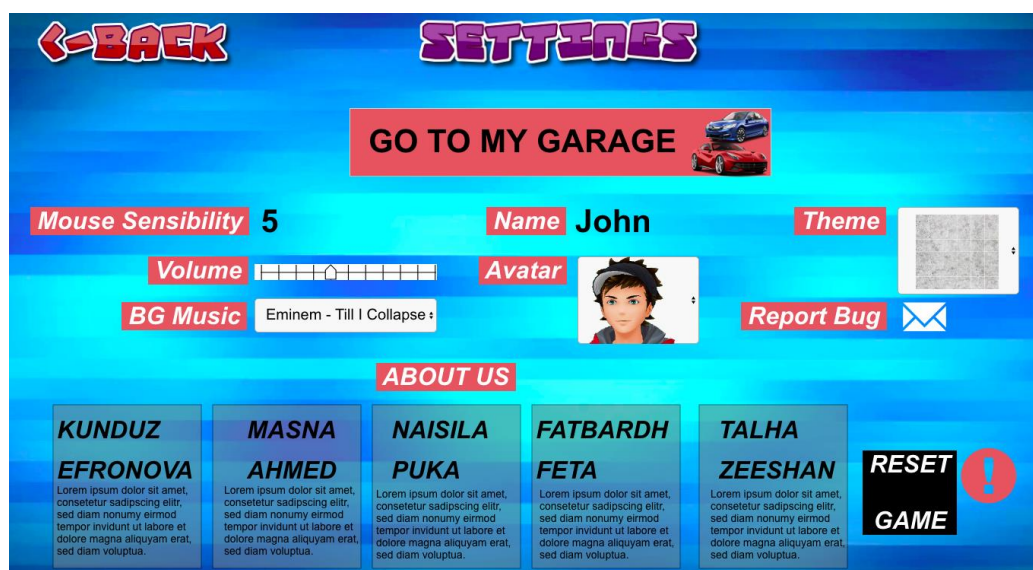 <-BACK
SETTINGS
GO TO MY GARAGE
Mouse Sensibility 5
Name John
Theme
Volume
Avatar
BG Music Eminem - Till I Collapse
Report Bug
ABOUT US
KUNDUZ
EFRONOVA
Lorem ipsum dolor sit amet,
consetetur sadipscing elitr,
sed diam nonumy eirmod
tempor invidunt ut labore et
dolore magna aliquyam erat,
sed diam voluptua.
MASNA
AHMED
Lorem ipsum dolor sit amet,
consetetur sadipscing elitr,
sed diam nonumy eirmod
tempor invidunt ut labore et
dolore magna aliquyam erat,
sed diam voluptua.
NAISILA
PUKA
Lorem ipsum dolor sit amet,
consetetur sadipscing elitr,
sed diam nonumy eirmod
tempor invidunt ut labore et
dolore magna aliquyam erat,
sed diam voluptua.
FATBARDH
FETA
Lorem ipsum dolor sit amet,
consetetur sadipscing elitr,
sed diam nonumy eirmod
tempor invidunt ut labore et
dolore magna aliquyam erat,
sed diam voluptua.
TALHA
ZEESHAN
Lorem ipsum dolor sit amet,
consetetur sadipscing elitr,
sed diam nonumy eirmod
tempor invidunt ut labore et
dolore magna aliquyam erat,
sed diam voluptua.
RESET
GAME
!